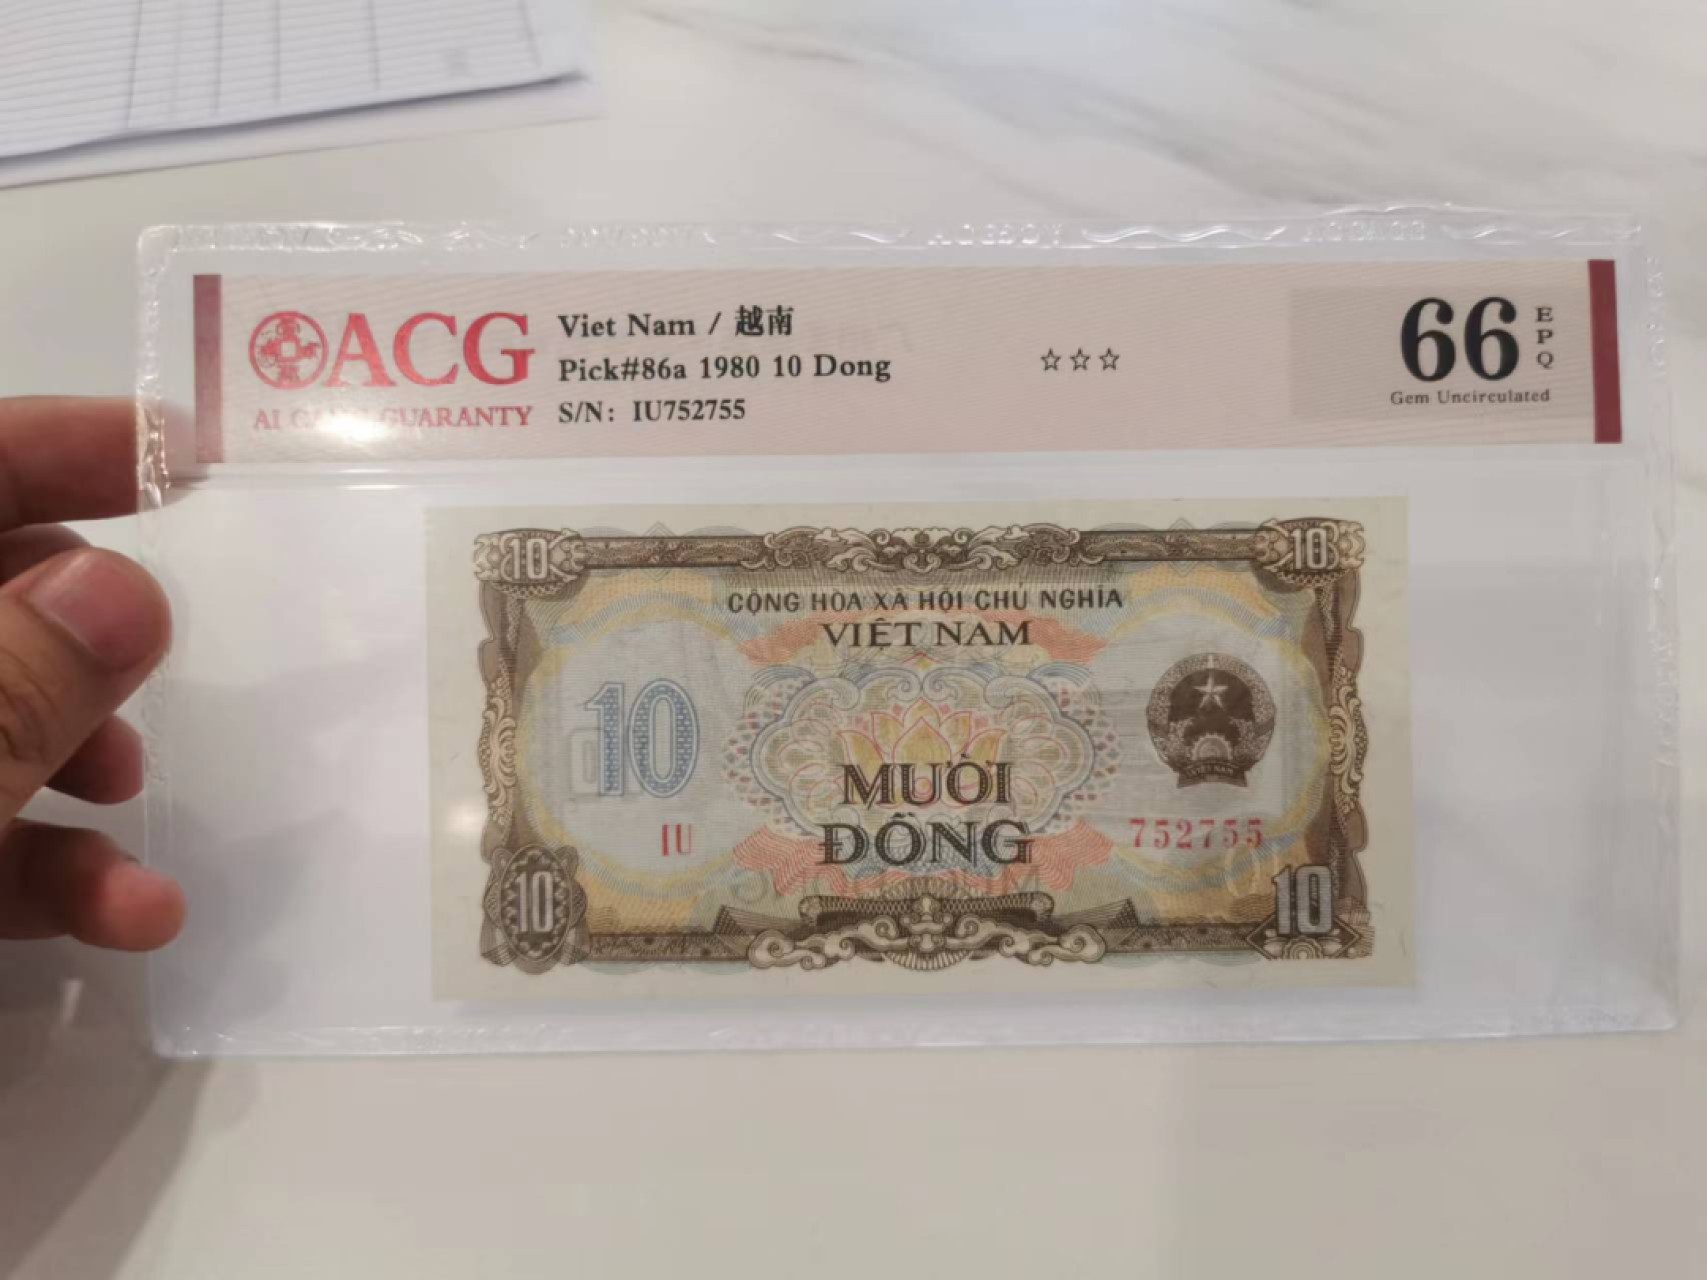 ACG
Viet Nam / 越南
Pick#86a 1980 10 Dong
☆☆☆
66
EPQ
Gem Uncirculated
GUARANTY
S/N: IU752755
10
10
CỘNG HÒA XÃ HỘI CHỦ NGHĨA
VIỆT NAM
10
MƯỜI
ĐỒNG
IU
752755
10
10